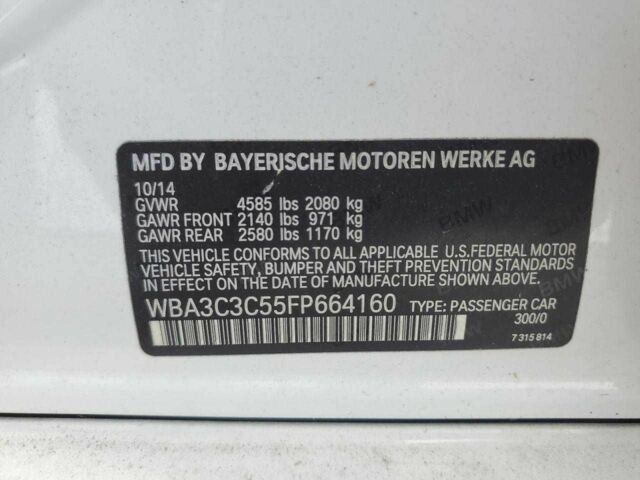 MFD BY BAYERISCHE MOTOREN WERKE AG
10/14
GVWR 4585 lbs 2080 kg
GAWR FRONT 2140 lbs 971 kg
GAWR REAR 2580 lbs 1170 kg
THIS VEHICLE CONFORMS TO ALL APPLICABLE U.S.FEDERAL MOTOR
VEHICLE SAFETY, BUMPER AND THEFT PREVENTION STANDARDS
IN EFFECT ON THE DATE OF MANUFACTURE SHOWN ABOVE.
WBA3C3C55FP664160 TYPE: PASSENGER CAR
300/0
7 315 814
BMW
BMW
BMW